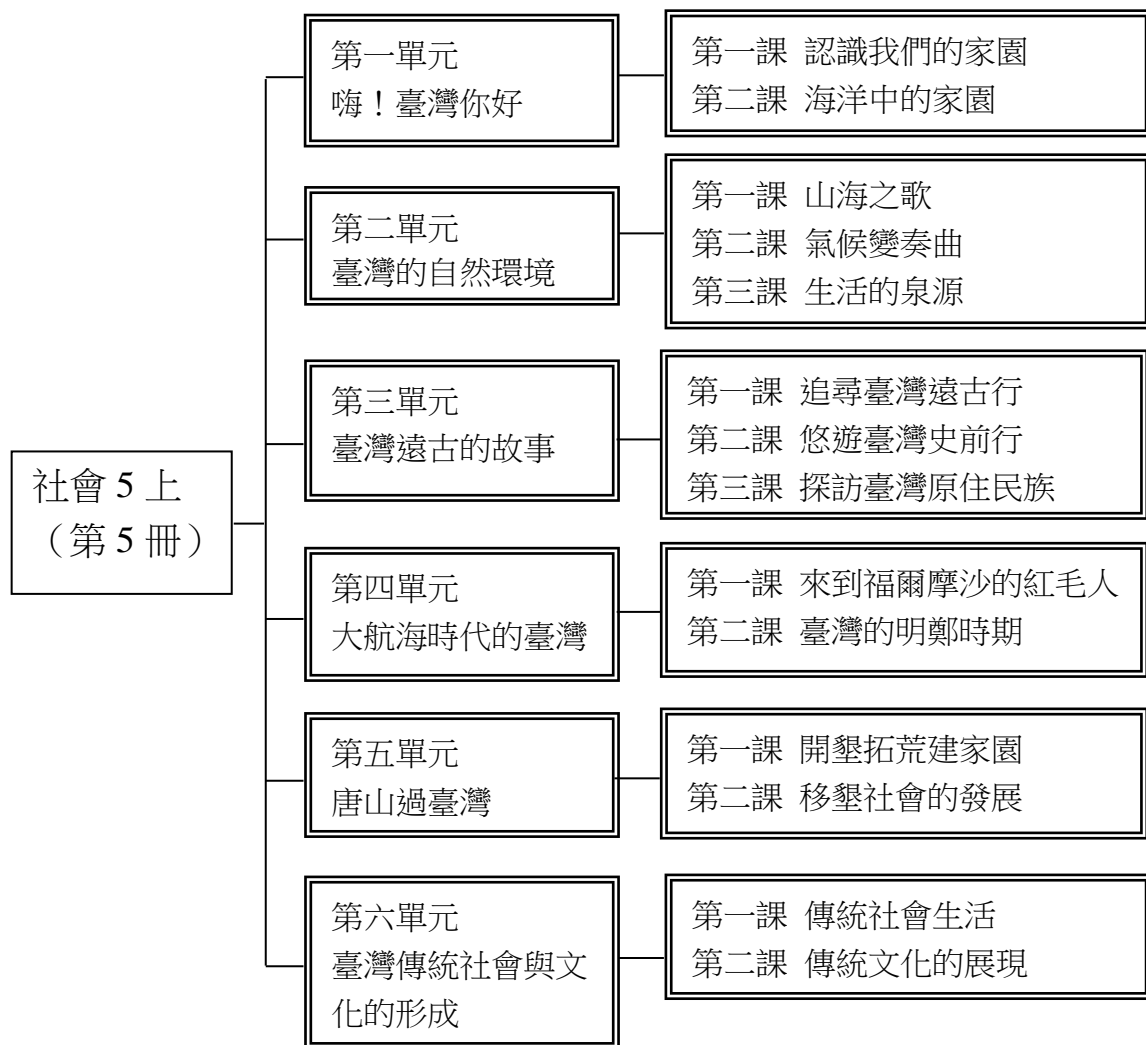 社會 5 上
（第 5 冊）
第一單元
嗨！臺灣你好
第一課 認識我們的家園
第二課 海洋中的家園
第二單元
臺灣的自然環境
第一課 山海之歌
第二課 氣候變奏曲
第三課 生活的泉源
第三單元
臺灣遠古的故事
第一課 追尋臺灣遠古行
第二課 悠遊臺灣史前行
第三課 探訪臺灣原住民族
第四單元
大航海時代的臺灣
第一課 來到福爾摩沙的紅毛人
第二課 臺灣的明鄭時期
第五單元
唐山過臺灣
第一課 開墾拓荒建家園
第二課 移墾社會的發展
第六單元
臺灣傳統社會與文
化的形成
第一課 傳統社會生活
第二課 傳統文化的展現